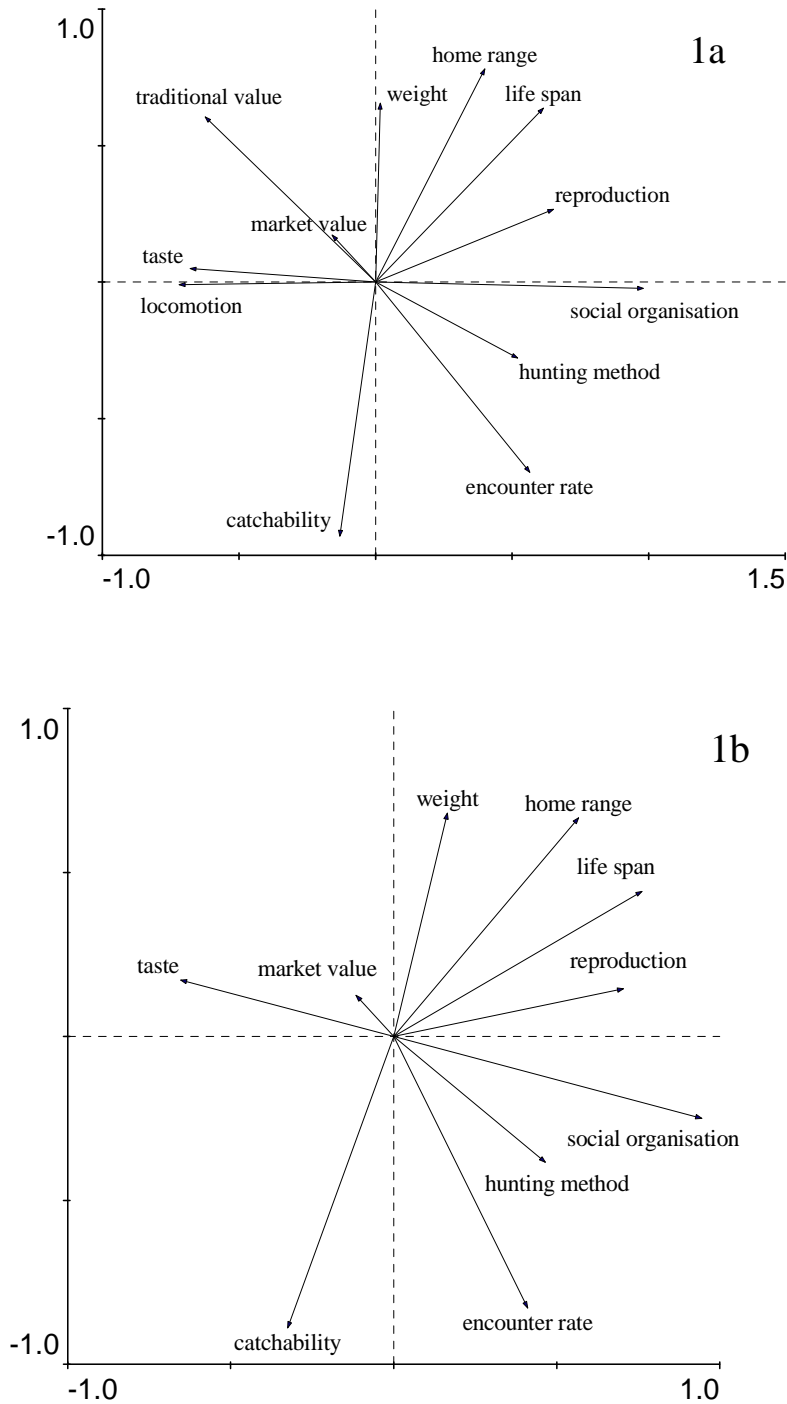 1.0
home range
1a
traditional value
weight
life span
reproduction
market value
taste
locomotion
social organisation
hunting method
encounter rate
catchability
-1.0
-1.0
1.5
1.0
1b
weight
home range
life span
reproduction
taste
market value
social organisation
hunting method
encounter rate
catchability
-1.0
-1.0
1.0